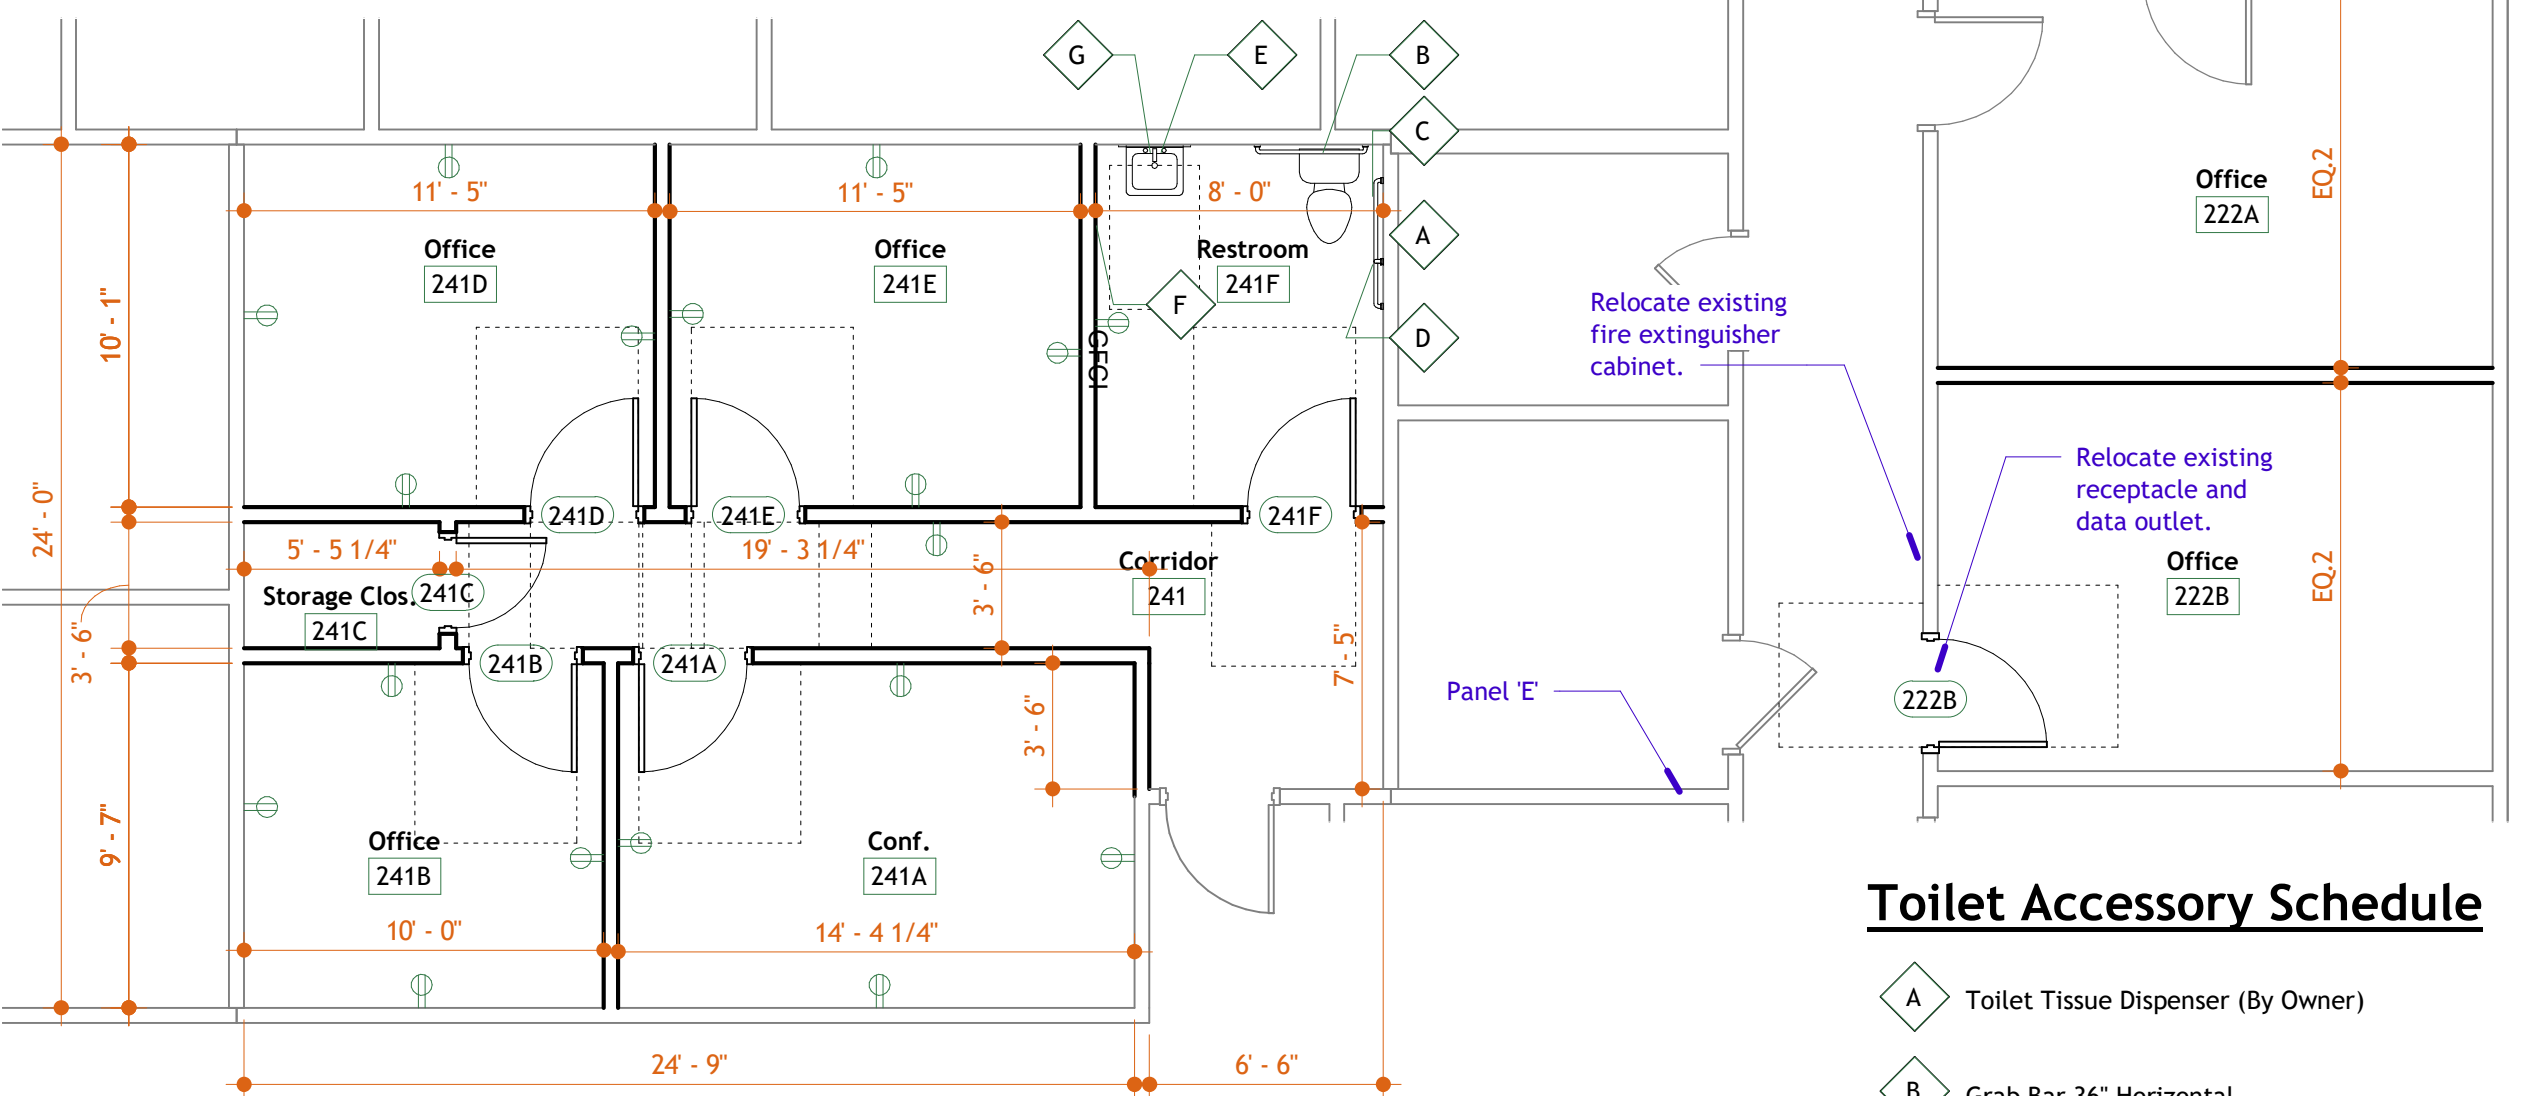 G
E
B
C
A
D
F
11' - 5"
11' - 5"
8' - 0"
Office
241D
Office
241E
Restroom
241F
GFCI
10' - 1"
24' - 0"
3' - 6"
9' - 7"
241D
241E
241F
5' - 5 1/4"
19' - 3 1/4"
3' - 6"
Corridor
241
Storage Clos.
241C
241C
241B
241A
7' - 5"
3' - 6"
Office
241B
Conf.
241A
10' - 0"
14' - 4 1/4"
24' - 9"
6' - 6"
Relocate existing
fire extinguisher
cabinet.
Panel 'E'
Office
222A
EQ.2
Relocate existing
receptacle and
data outlet.
Office
222B
EQ.2
222B
Toilet Accessory Schedule
A
Toilet Tissue Dispenser (By Owner)
B
Grab Bar 36" Horizontal